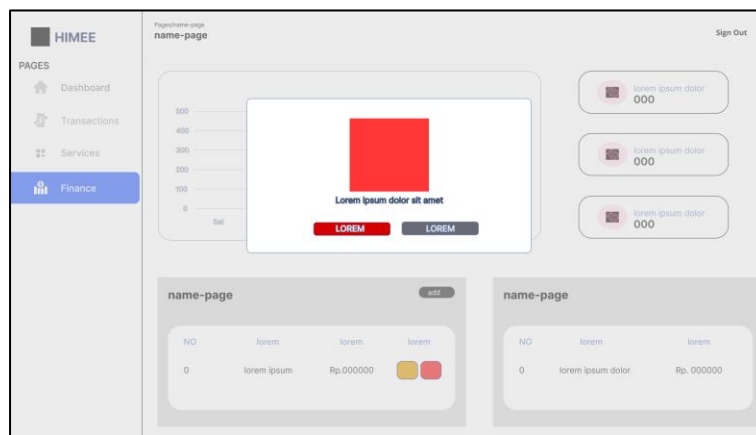 HIMEE
PAGES
Dashboard
Transactions
Services
Finance
Pages/name-page
name-page
Sign Out
500
400
300
200
100
0
Sat
Lorem ipsum dolor sit amet
LOREM LOREM
lorem ipsum dolor
000
lorem ipsum dolor
000
lorem ipsum dolor
000
name-page add
NO lorem lorem lorem
0 lorem ipsum Rp.000000
name-page
NO lorem lorem
0 lorem ipsum dolor Rp. 000000